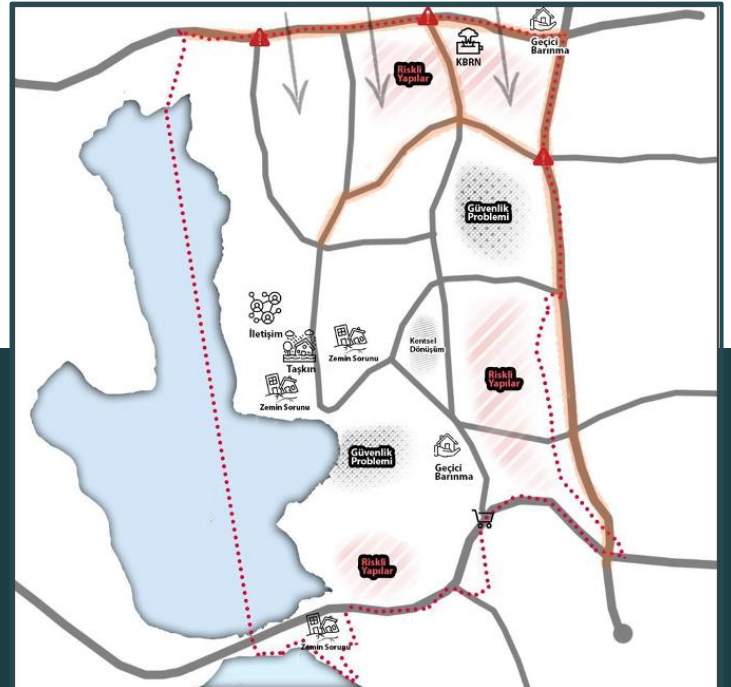 KBRN
Geçici
Barınma
Riskli
Yapılar
Güvenlik
Problemi
İletişim
Taşkın
Zemin Sorunu
Zemin Sorunu
Kentsel
Dönüşüm
Riskli
Yapılar
Güvenlik
Problemi
Geçici
Barınma
Riskli
Yapılar
Zemin Sorunu